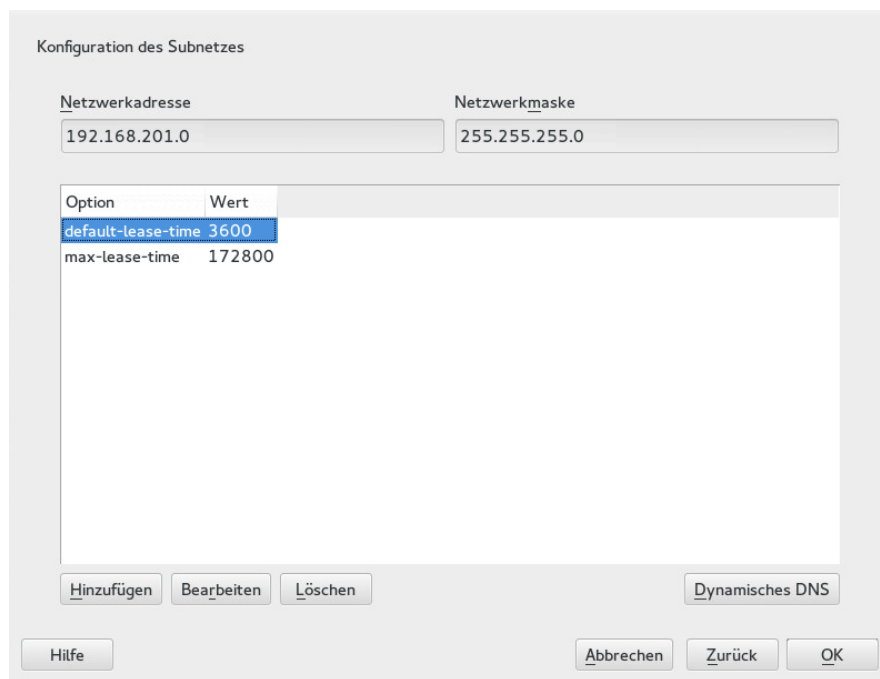 Konfiguration des Subnetzes
Netzwerkadresse Netzwerkmaske
192.168.201.0 255.255.255.0
Option Wert
default-lease-time 3600
max-lease-time 172800
Hinzufügen Bearbeiten Löschen Dynamisches DNS
Hilfe Abbrechen Zurück OK